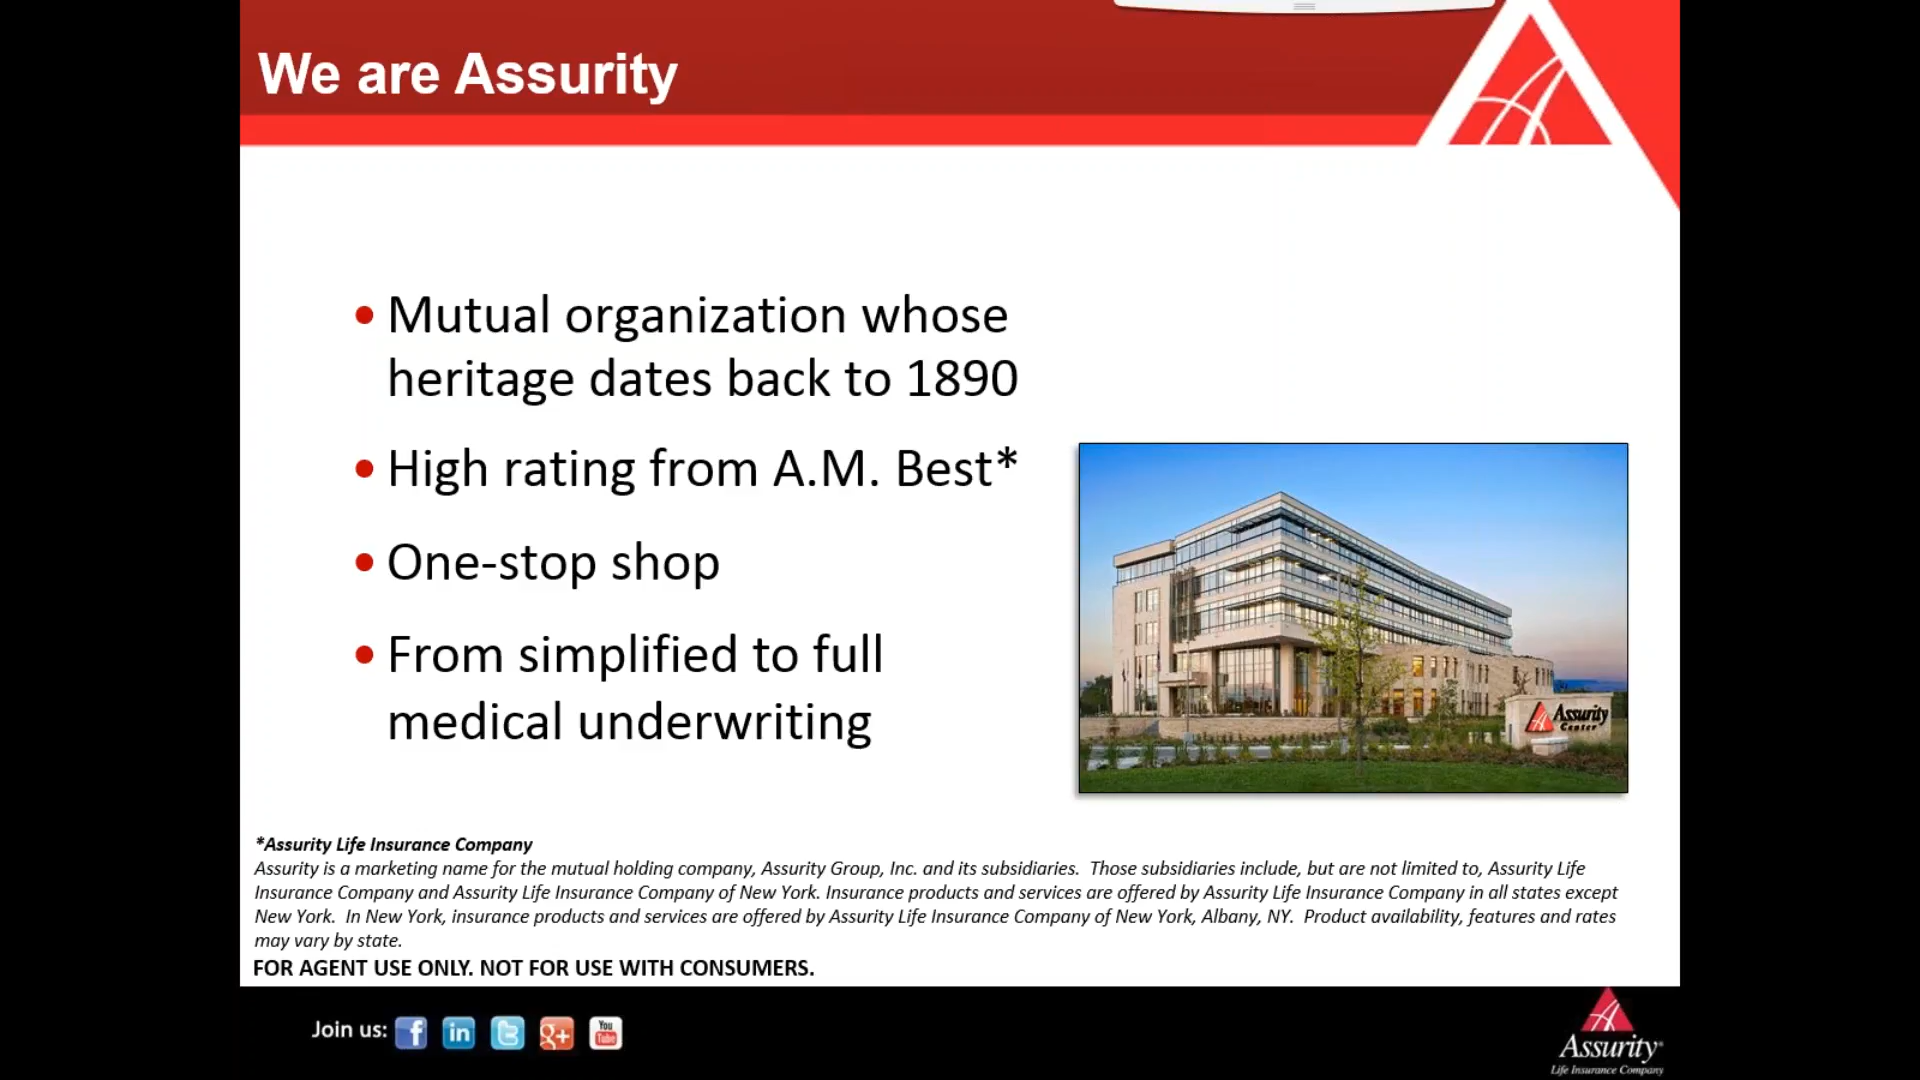 We are Assurity
• Mutual organization whose
heritage dates back to 1890
• High rating from A.M. Best*
• One-stop shop
• From simplified to full
medical underwriting
Assurity
Center
*Assurity Life Insurance Company
Assurity is a marketing name for the mutual holding company, Assurity Group, Inc. and its subsidiaries.  Those subsidiaries include, but are not limited to, Assurity Life
Insurance Company and Assurity Life Insurance Company of New York. Insurance products and services are offered by Assurity Life Insurance Company in all states except
New York.  In New York, insurance products and services are offered by Assurity Life Insurance Company of New York, Albany, NY.  Product availability, features and rates
may vary by state.
FOR AGENT USE ONLY. NOT FOR USE WITH CONSUMERS.
Join us: f in t g+ You Tube
Assurity®
Life Insurance Company